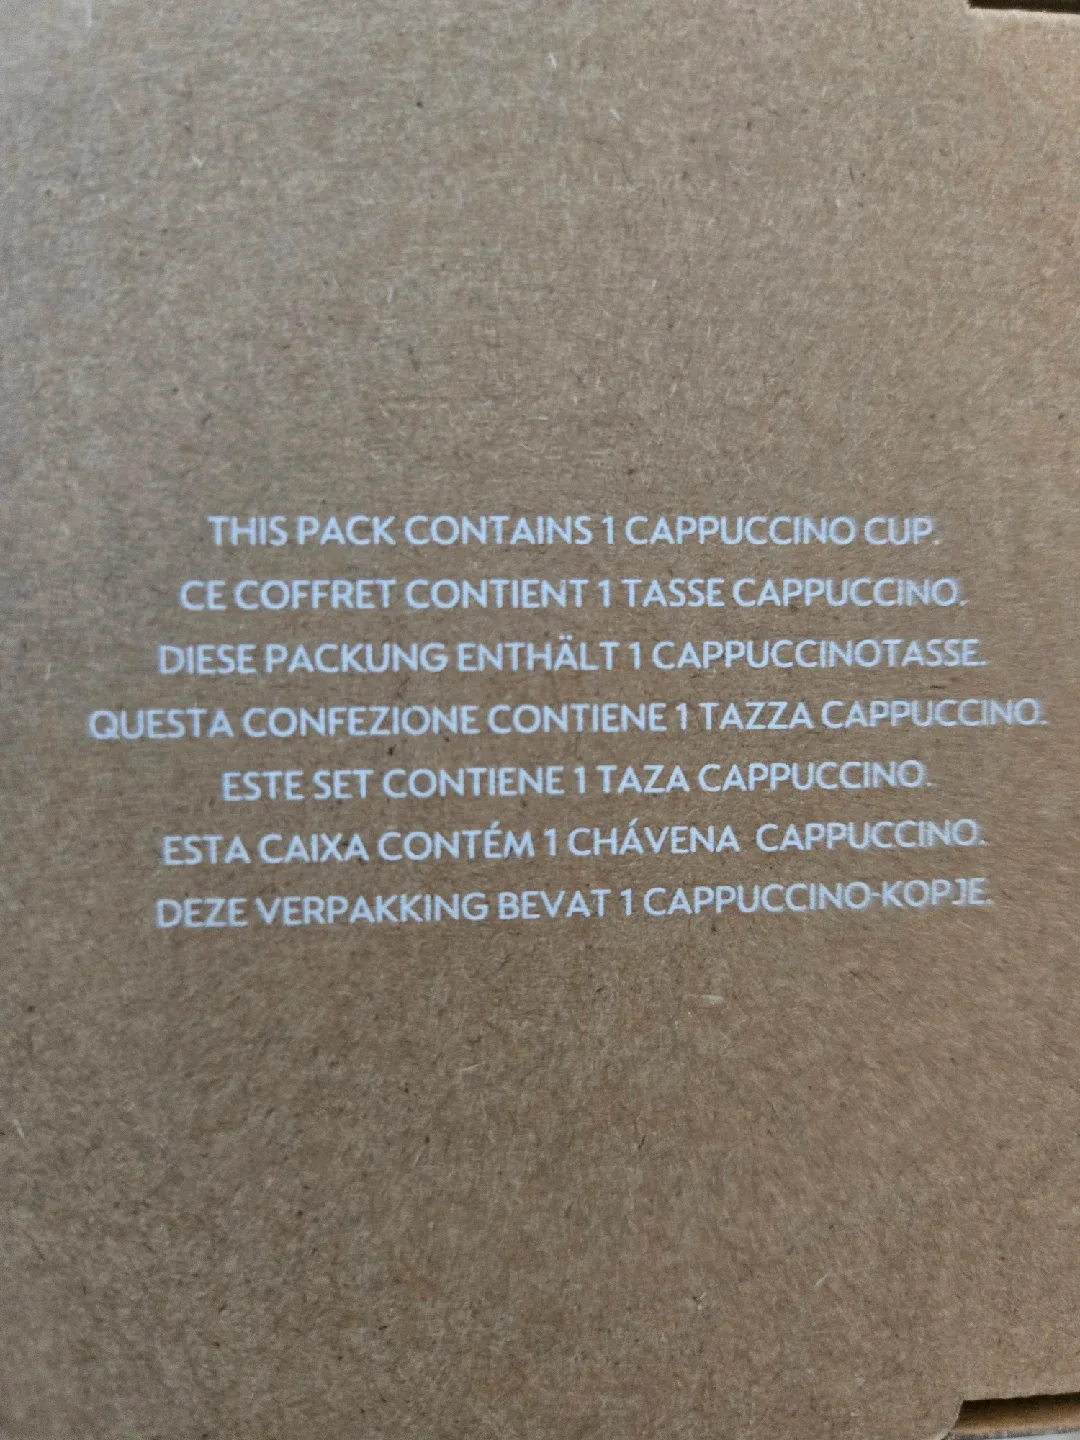 THIS PACK CONTAINS 1 CAPPUCCINO CUP.
CE COFFRET CONTIENT 1 TASSE CAPPUCCINO.
DIESE PACKUNG ENTHÄLT 1 CAPPUCCINOTASSE.
QUESTA CONFEZIONE CONTIENE 1 TAZZA CAPPUCCINO.
ESTE SET CONTIENE 1 TAZA CAPPUCCINO.
ESTA CAIXA CONTÉM 1 CHÁVENA CAPPUCCINO.
DEZE VERPAKKING BEVAT 1 CAPPUCCINO-KOPJE.